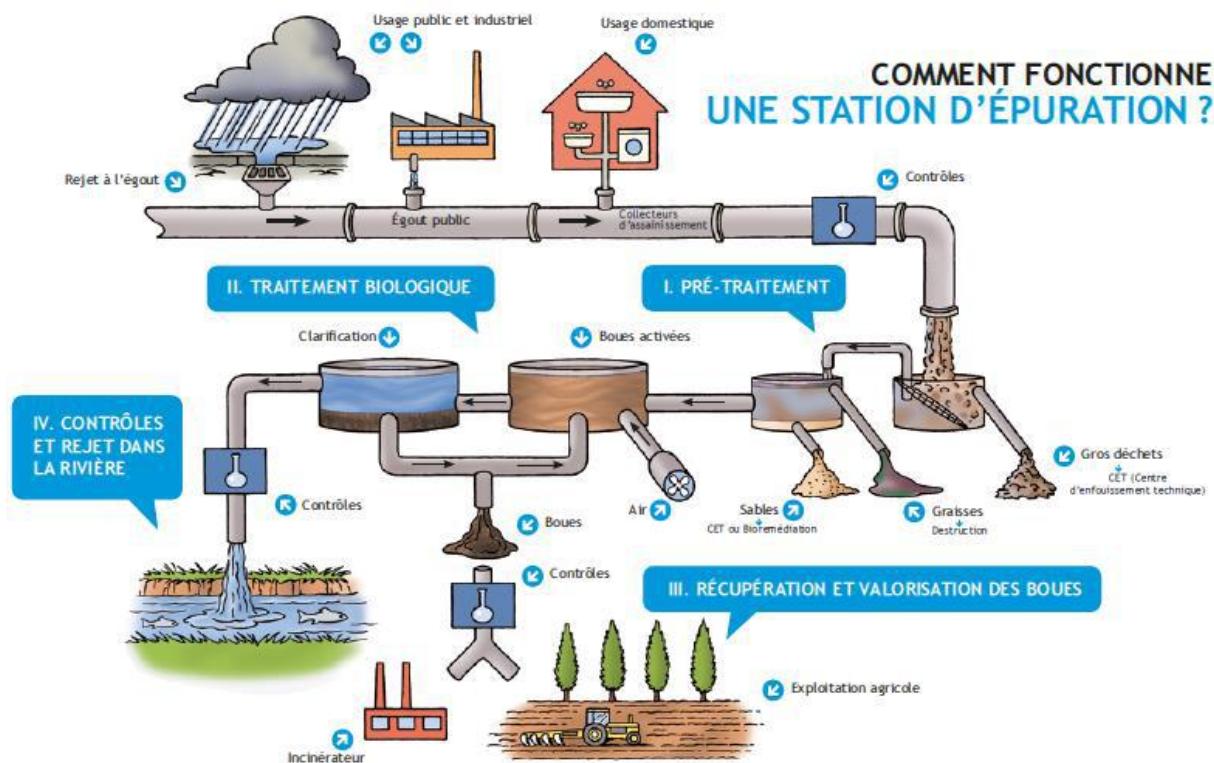 Usage public et industriel
Usage domestique
COMMENT FONCTIONNE
UNE STATION D'ÉPURATION ?
Rejet à l'égout
Contrôles
Égout public
Collecteurs
d'assainissement
II. TRAITEMENT BIOLOGIQUE
I. PRÉ-TRAITEMENT
Clarification
Boues activées
IV. CONTRÔLES
ET REJET DANS
LA RIVIÈRE
Gros déchets
CET (Centre
d'enfouissement technique)
Contrôles
Boues
Air
Sables
CET ou Bioremédiation
Graisses
Destruction
Contrôles
III. RÉCUPÉRATION ET VALORISATION DES BOUES
Exploitation agricole
Incinérateur